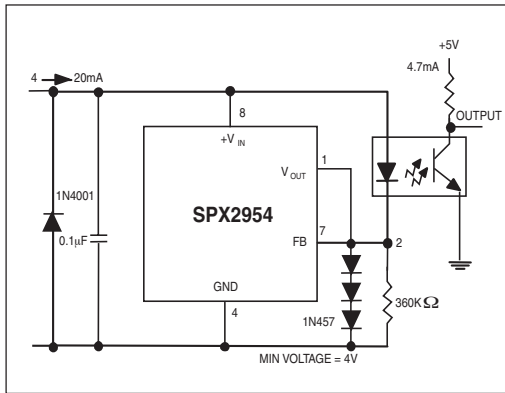 +5V
4.7mA
4 20mA
OUTPUT
8
+V IN
1
V OUT
1N4001
SPX2954
0.1µF
FB
7
2
GND
360KΩ
4
1N457
MIN VOLTAGE = 4V